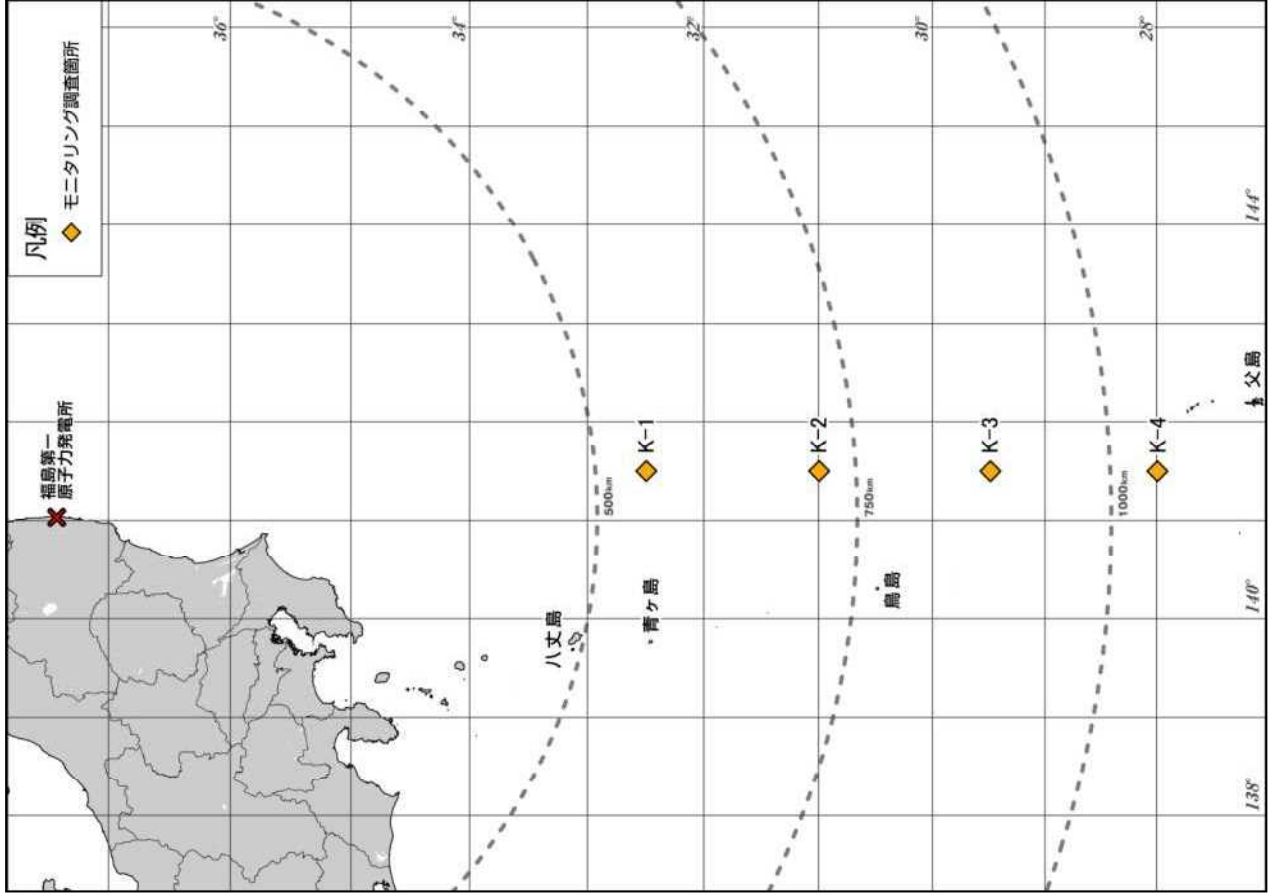 凡例
モニタリング調査箇所
福島第一
原子力発電所
36°
34°
八丈島
500km
青ヶ島
K-1
32°
K-2
750km
鳥島
30°
K-3
1000km
28°
K-4
父島
138°
140°
144°